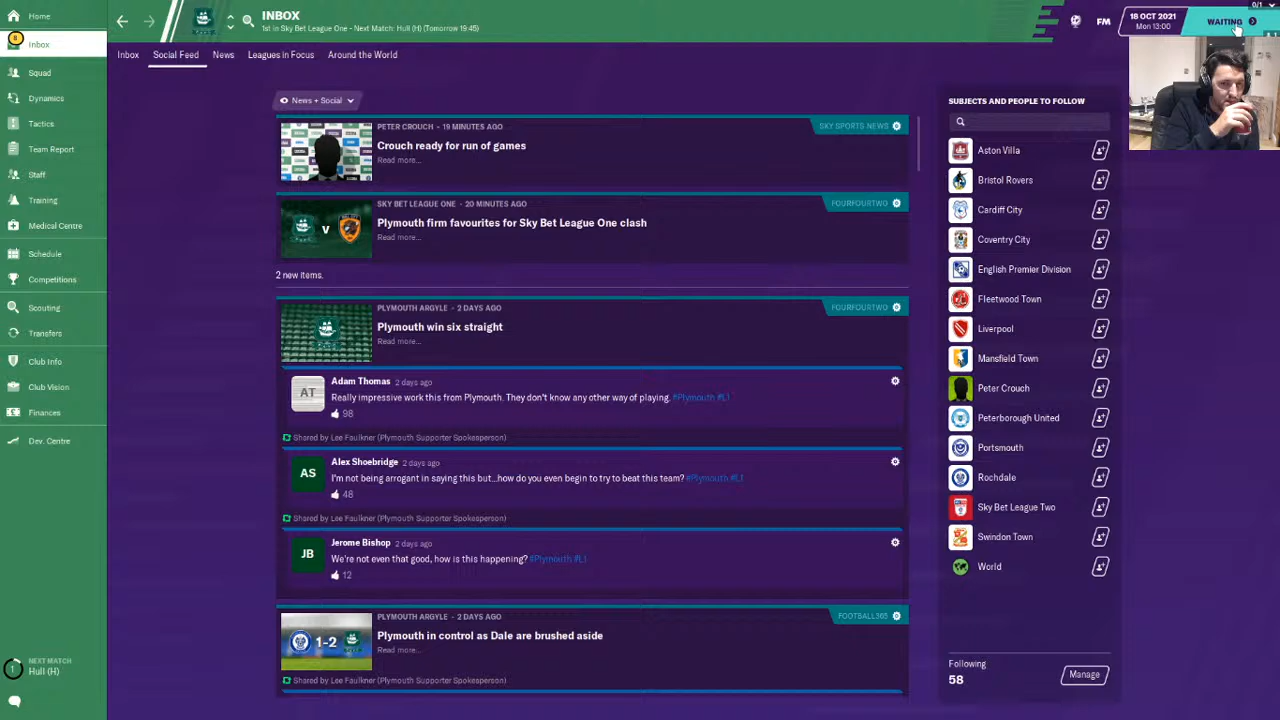 Home
8
Inbox
Squad
Dynamics
Tactics
Team Report
Staff
Training
Medical Centre
Schedule
Competitions
Scouting
Transfers
Club Info
Club Vision
Finances
Dev. Centre
1
NEXT MATCH
Hull (H)
INBOX
1st in Sky Bet League One - Next Match: Hull (H) (Tomorrow 19:45)
FM
18 OCT 2021
Mon 13:00
WAITING
0/1
Inbox
Social Feed
News
Leagues in Focus
Around the World
News + Social
PETER CROUCH - 19 MINUTES AGO
SKY SPORTS NEWS
Crouch ready for run of games
Read more...
SKY BET LEAGUE ONE - 20 MINUTES AGO
FOURFOURTWO
V
Plymouth firm favourites for Sky Bet League One clash
Read more...
2 new items.
PLYMOUTH ARGYLE - 2 DAYS AGO
FOURFOURTWO
Plymouth win six straight
Read more...
AT
Adam Thomas 2 days ago
Really impressive work this from Plymouth. They don't know any other way of playing. #Plymouth #L1
98
Shared by Lee Faulkner (Plymouth Supporter Spokesperson)
AS
Alex Shoebridge 2 days ago
I'm not being arrogant in saying this but...how do you even begin to try to beat this team? #Plymouth #L1
48
Shared by Lee Faulkner (Plymouth Supporter Spokesperson)
JB
Jerome Bishop 2 days ago
We're not even that good, how is this happening? #Plymouth #L1
12
PLYMOUTH ARGYLE - 2 DAYS AGO
FOOTBALL365
1-2
Plymouth in control as Dale are brushed aside
Read more...
Shared by Lee Faulkner (Plymouth Supporter Spokesperson)
SUBJECTS AND PEOPLE TO FOLLOW
Aston Villa
Bristol Rovers
Cardiff City
Coventry City
English Premier Division
Fleetwood Town
Liverpool
Mansfield Town
Peter Crouch
Peterborough United
Portsmouth
Rochdale
Sky Bet League Two
Swindon Town
World
Following
58
Manage